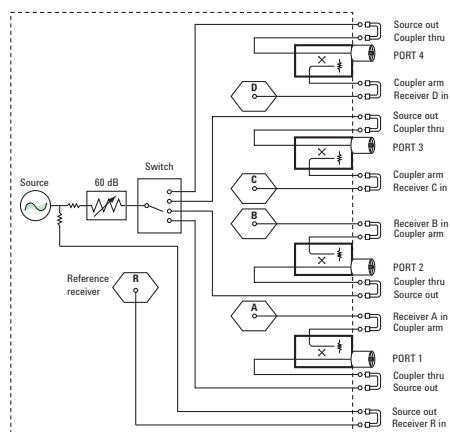 Source out
Coupler thru
PORT 4
Coupler arm
Receiver D in
D
Source out
Coupler thru
PORT 3
Coupler arm
Receiver C in
C
Switch
60 dB
Source
B
Receiver B in
Coupler arm
PORT 2
Coupler thru
Source out
Reference
receiver
R
A
Receiver A in
Coupler arm
PORT 1
Coupler thru
Source out
Source out
Receiver R in